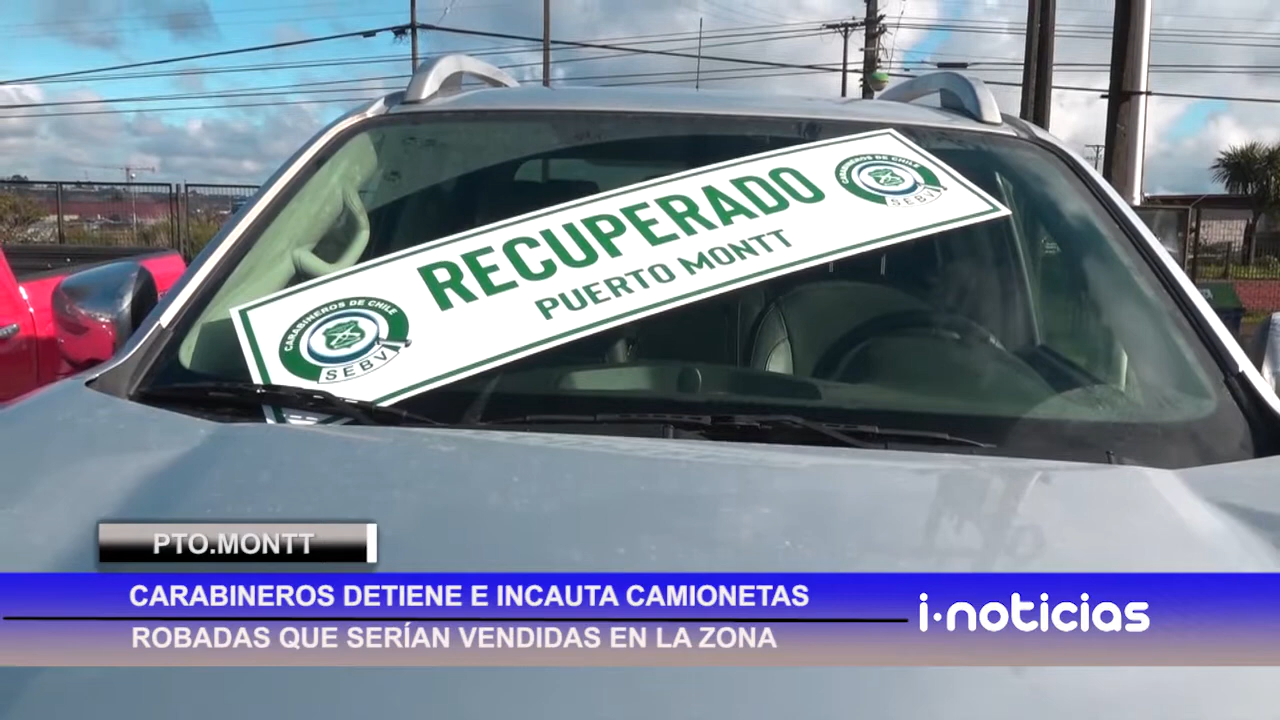 RECUPERADO
PUERTO MONTT
CARABINEROS DE CHILE
SEBV
CARABINEROS DE CHILE
SEBV
PTO.MONTT
CARABINEROS DETIENE E INCAUTA CAMIONETAS
ROBADAS QUE SERÍAN VENDIDAS EN LA ZONA
i·noticias